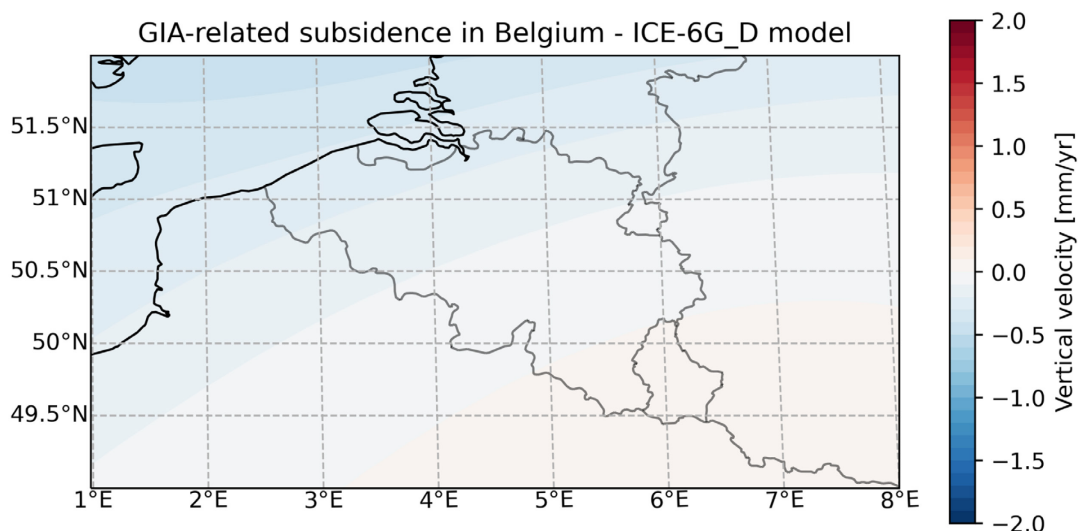 GIA-related subsidence in Belgium - ICE-6G_D model
2.0
1.5
1.0
0.5
0.0
−0.5
−1.0
−1.5
−2.0
Vertical velocity [mm/yr]
51.5°N
51°N
50.5°N
50°N
49.5°N
1°E 2°E 3°E 4°E 5°E 6°E 7°E 8°E